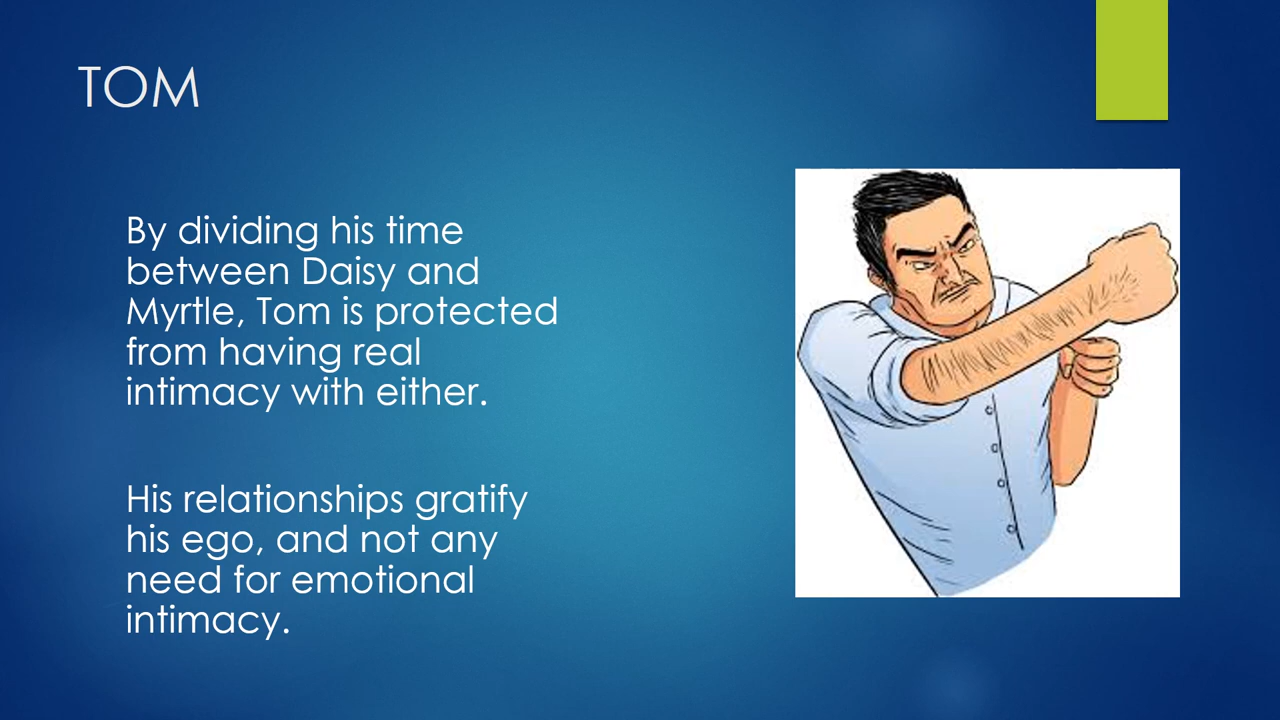 TOM
By dividing his time
between Daisy and
Myrtle, Tom is protected
from having real
intimacy with either.
His relationships gratify
his ego, and not any
need for emotional
intimacy.